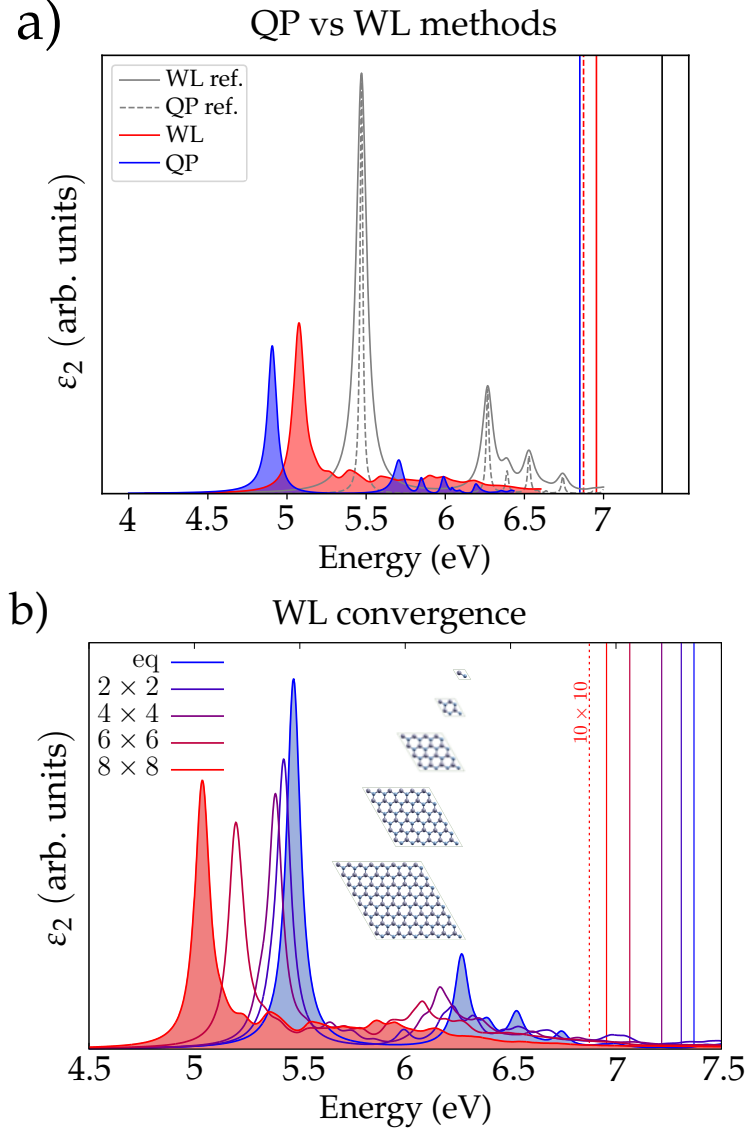 a)
QP vs WL methods
WL ref.
QP ref.
WL
QP
ε2 (arb. units)
4 4.5 5 5.5 6 6.5 7
Energy (eV)
b)
WL convergence
eq
2 × 2
4 × 4
6 × 6
8 × 8
10 × 10
ε2 (arb. units)
4.5 5 5.5 6 6.5 7 7.5
Energy (eV)